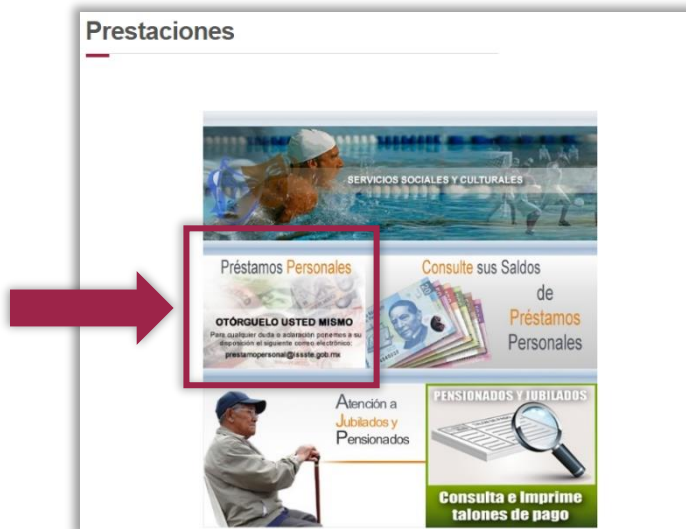 Prestaciones
SERVICIOS SOCIALES Y CULTURALES
Préstamos Personales
OTÓRGUELO USTED MISMO
Para cualquier duda o aclaración ponemos a su
disposición el siguiente correo electrónico:
prestamopersonal@issste.gob.mx
Consulte sus Saldos
de
Préstamos
Personales
Atención a
Jubilados y
Pensionados
PENSIONADOS Y JUBILADOS
Consulta e Imprime
talones de pago